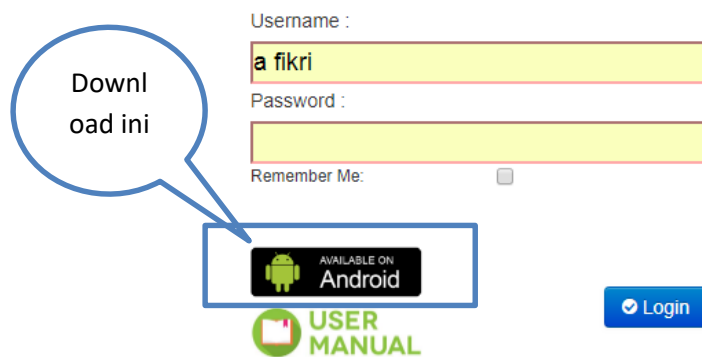 Username :
a fikri
Password :
Downl
oad ini
Remember Me:
AVAILABLE ON
Android
Login
USER
MANUAL